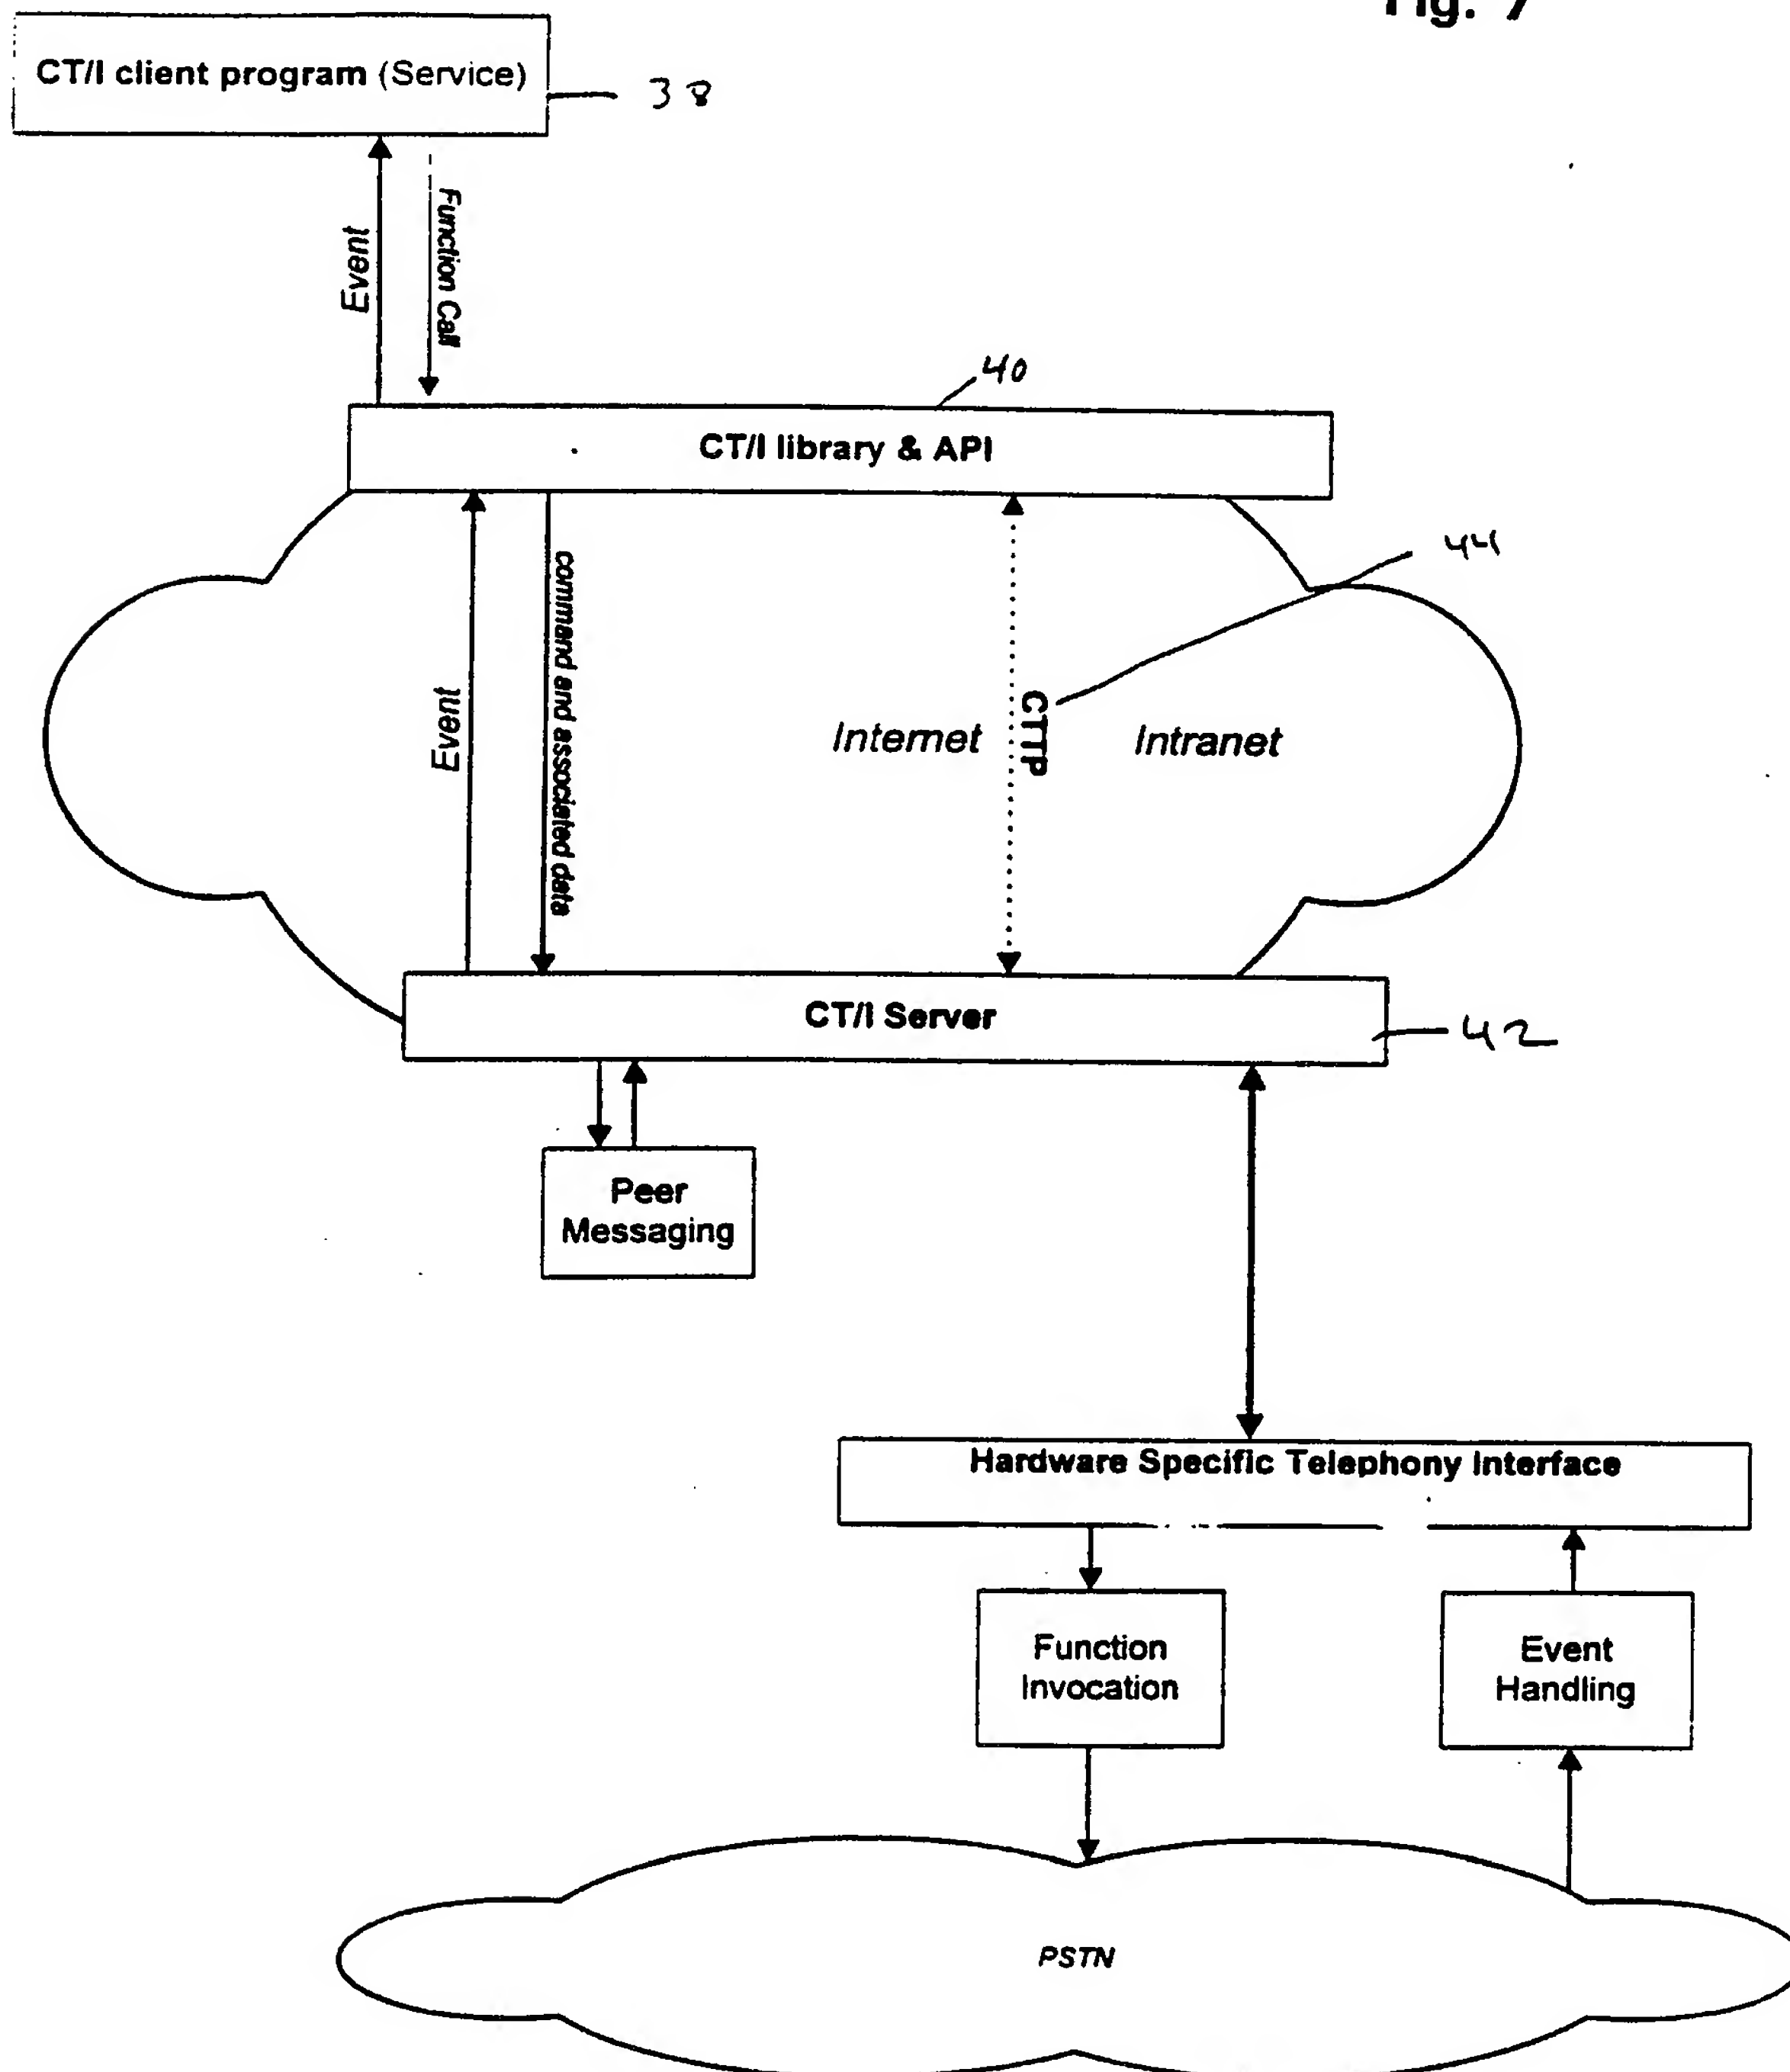 Fig. 7
CT/I client program (Service)
38
Event
Function Call
40
CT/I library & API
44
Event
command and associated data
Internet
CTTP
Intranet
CT/I Server
42
Peer
Messaging
Hardware Specific Telephony Interface
Function
Invocation
Event
Handling
PSTN